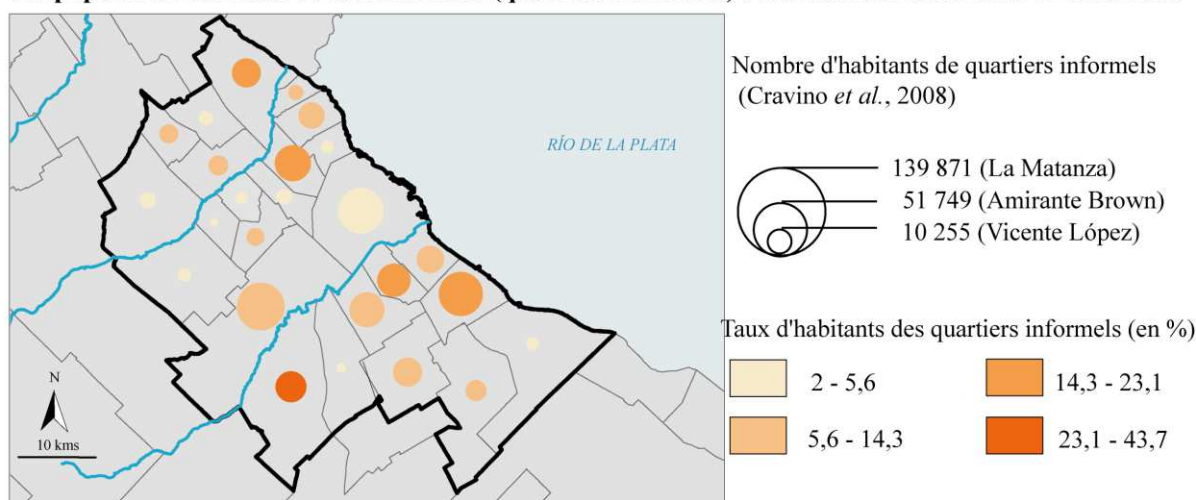 RÍO DE LA PLATA
N
10 kms
Nombre d'habitants de quartiers informels
(Cravino et al., 2008)
139 871 (La Matanza)
51 749 (Amirante Brown)
10 255 (Vicente López)
Taux d'habitants des quartiers informels (en %)
2 - 5,6
14,3 - 23,1
5,6 - 14,3
23,1 - 43,7